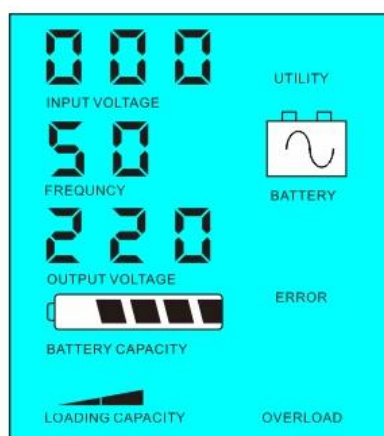 000
UTILITY
INPUT VOLTAGE
50
FREQUNCY
BATTERY
220
OUTPUT VOLTAGE
ERROR
BATTERY CAPACITY
LOADING CAPACITY
OVERLOAD